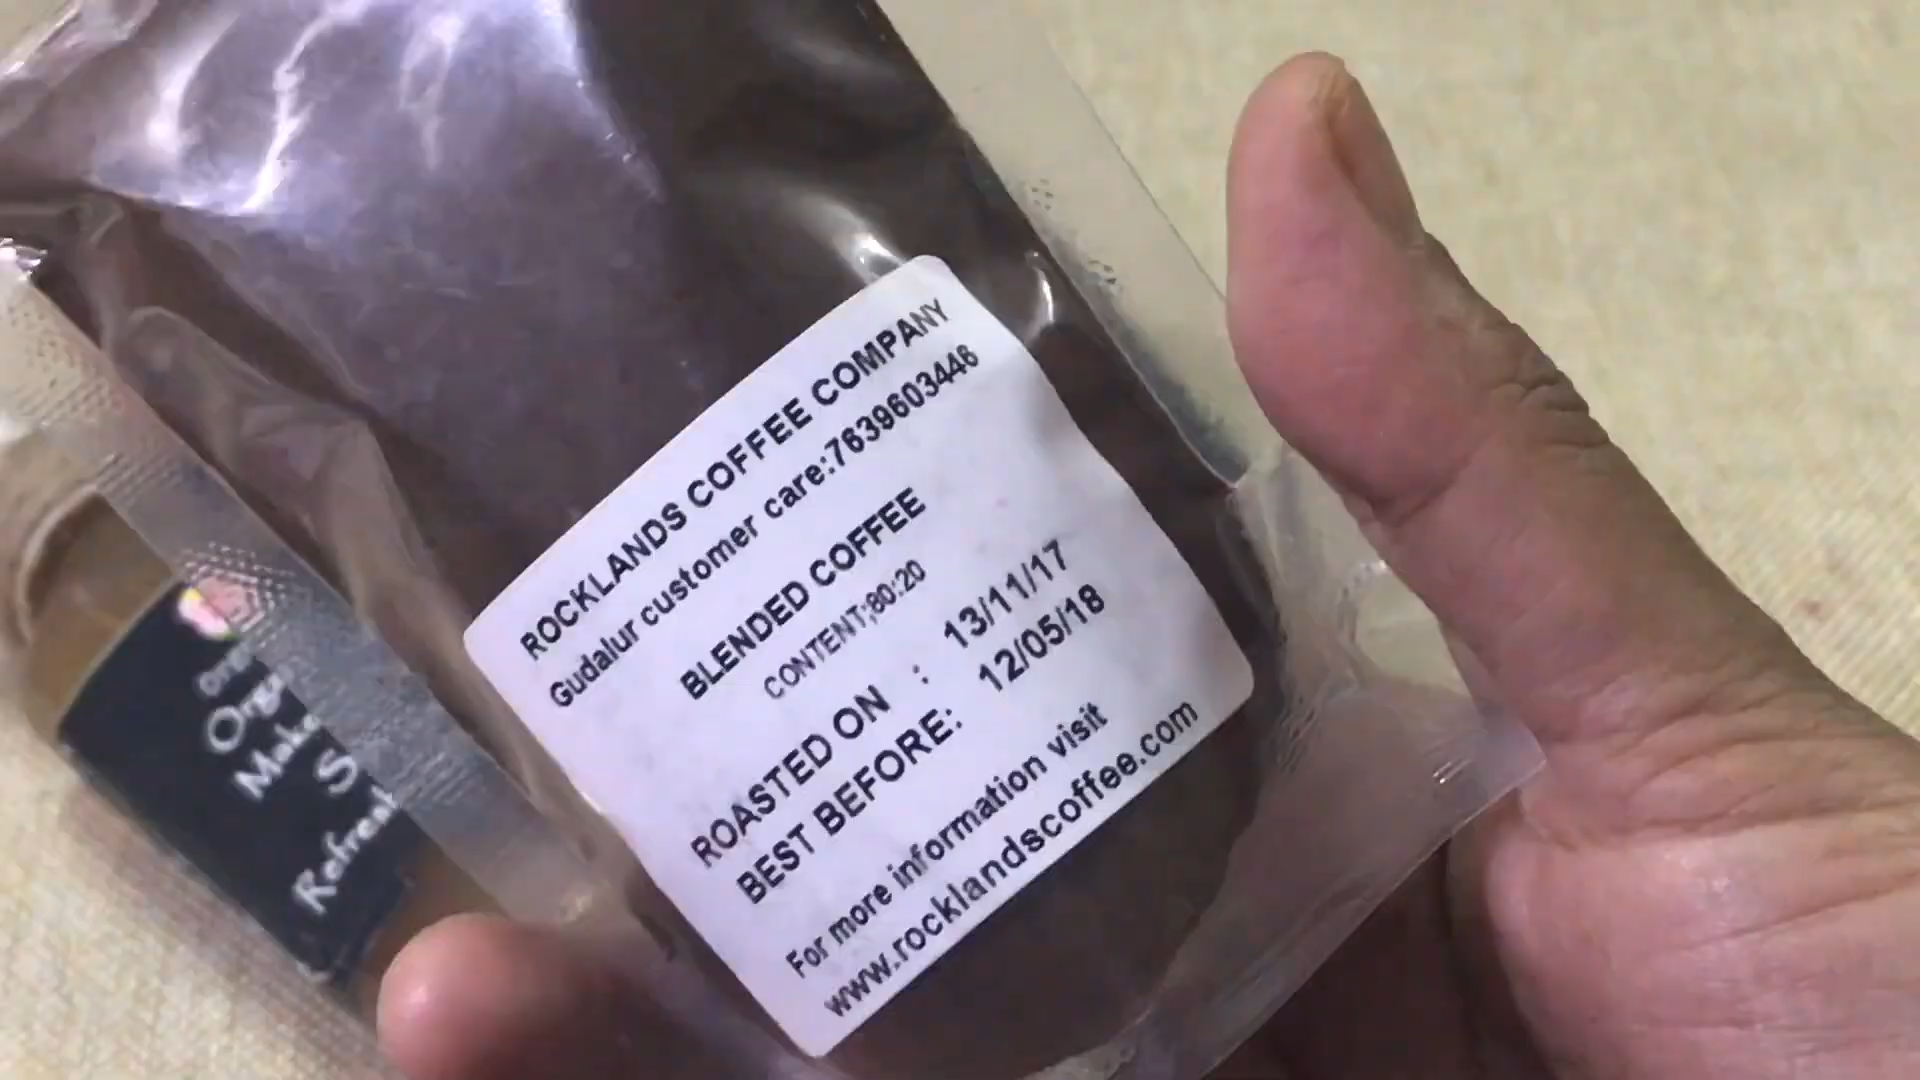 ROCKLANDS COFFEE COMPANY
Gudalur customer care:7639603446
BLENDED COFFEE
CONTENT;80:20
ROASTED ON : 13/11/17
BEST BEFORE: 12/05/18
For more information visit
www.rocklandscoffee.com